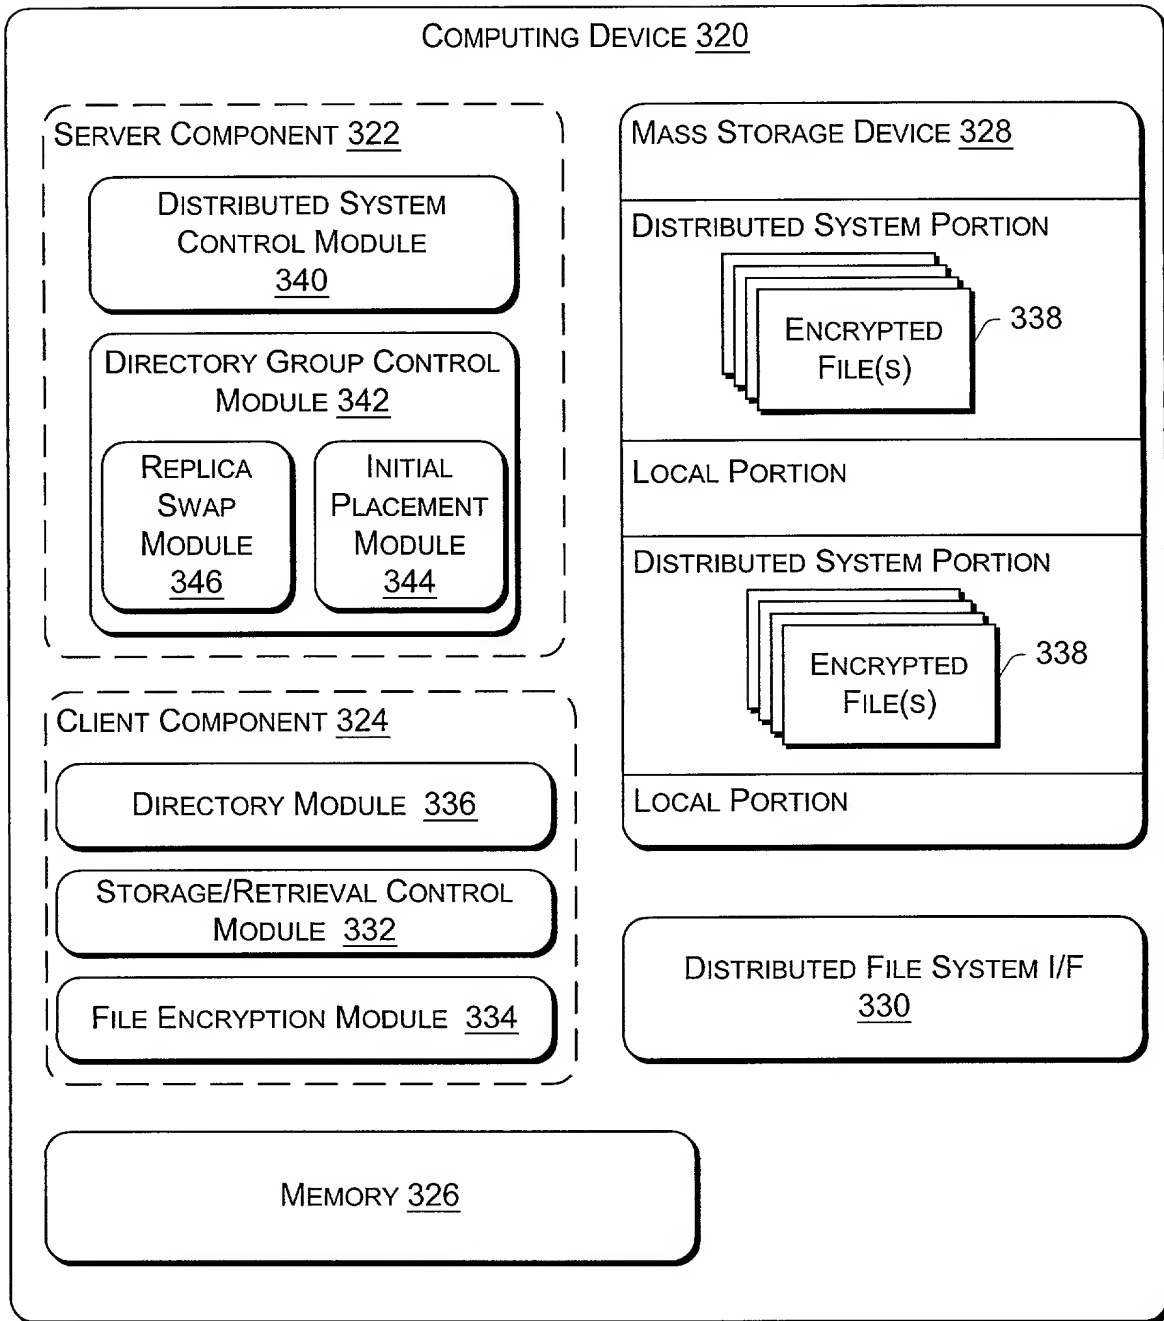 COMPUTING DEVICE 320
SERVER COMPONENT 322
DISTRIBUTED SYSTEM
CONTROL MODULE
340
DIRECTORY GROUP CONTROL
MODULE 342
REPLICA
SWAP
MODULE
346
INITIAL
PLACEMENT
MODULE
344
CLIENT COMPONENT 324
DIRECTORY MODULE 336
STORAGE/RETRIEVAL CONTROL
MODULE 332
FILE ENCRYPTION MODULE 334
MASS STORAGE DEVICE 328
DISTRIBUTED SYSTEM PORTION
ENCRYPTED
FILE(S)
338
LOCAL PORTION
DISTRIBUTED SYSTEM PORTION
ENCRYPTED
FILE(S)
338
LOCAL PORTION
DISTRIBUTED FILE SYSTEM I/F
330
MEMORY 326